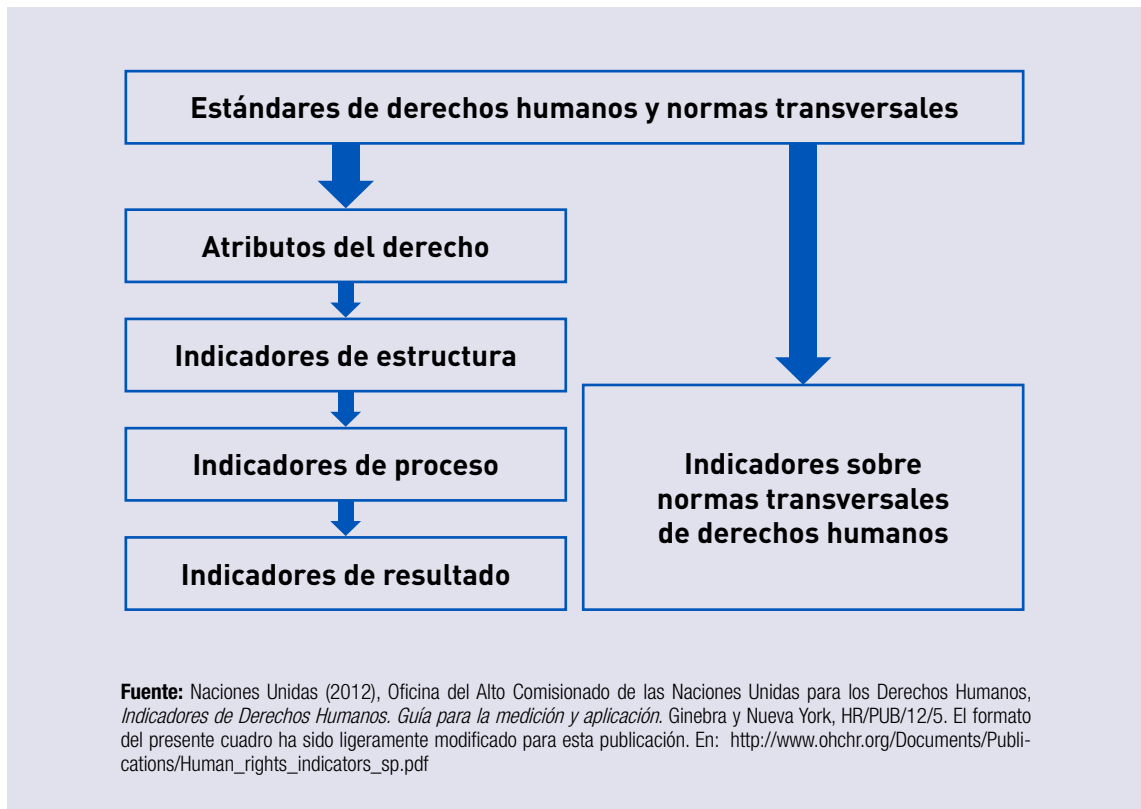 Estándares de derechos humanos y normas transversales
Atributos del derecho
Indicadores de estructura
Indicadores de proceso
Indicadores de resultado
Indicadores sobre
normas transversales
de derechos humanos
Fuente: Naciones Unidas (2012), Oficina del Alto Comisionado de las Naciones Unidas para los Derechos Humanos,
Indicadores de Derechos Humanos. Guía para la medición y aplicación. Ginebra y Nueva York, HR/PUB/12/5. El formato
del presente cuadro ha sido ligeramente modificado para esta publicación. En: http://www.ohchr.org/Documents/Publi-
cations/Human_rights_indicators_sp.pdf